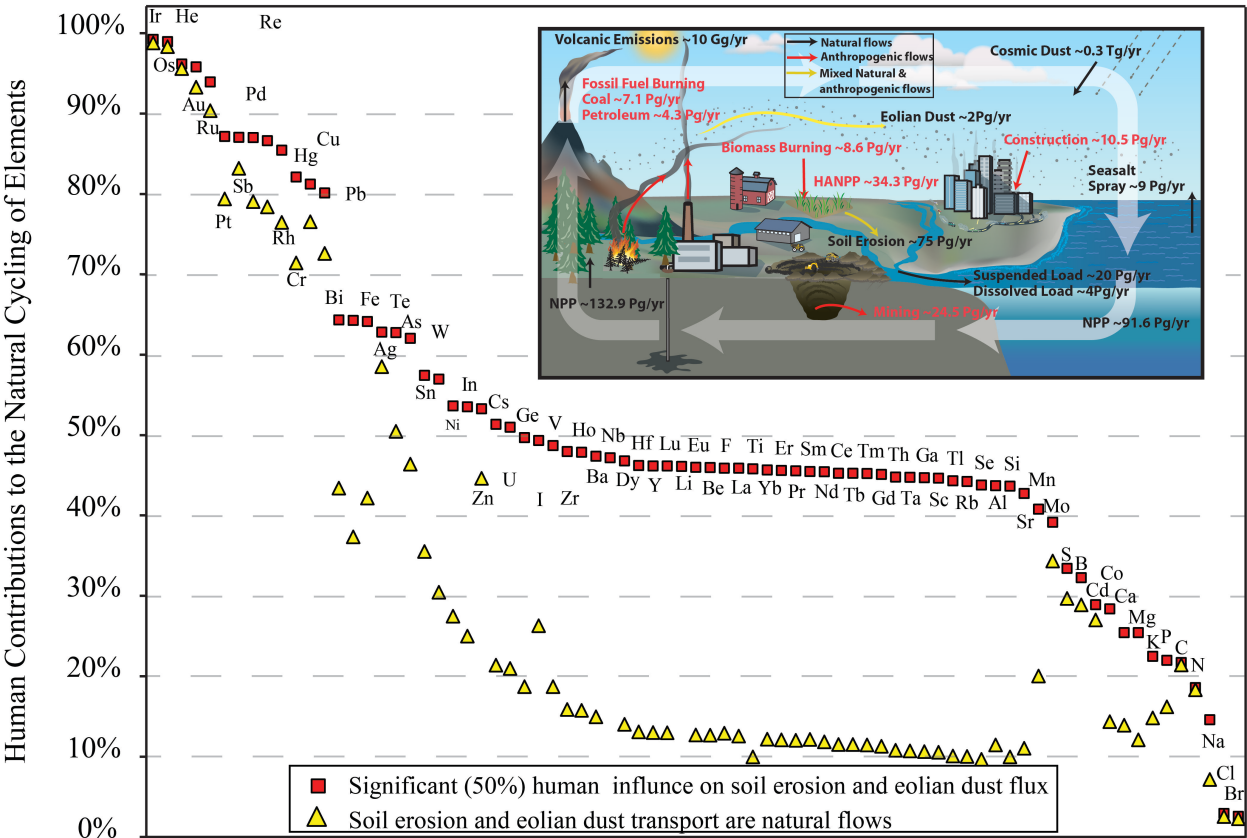 Human Contributions to the Natural Cycling of Elements
100%
90%
80%
70%
60%
50%
40%
30%
20%
10%
0%
Ir He Re
Os
Au Pd
Ru Cu
Hg
Sb Pb
Pt Rh
Cr
Bi Fe Te
As W
Ag
Sn In
Ni Cs
Ge V
Ho Nb Hf Lu Eu F Ti Er Sm Ce Tm Th Ga Tl Se Si
Ba Dy Y Li Be La Yb Pr Nd Tb Gd Ta Sc Rb Al
Zn U I Zr
Mn
Sr Mo
S B Co
Cd Ca
Mg
K P C
N
Na
Cl
Br
Volcanic Emissions ~10 Gg/yr
Natural flows
Anthropogenic flows
Mixed Natural &
anthropogenic flows
Cosmic Dust ~0.3 Tg/yr
Fossil Fuel Burning
Coal ~7.1 Pg/yr
Petroleum ~4.3 Pg/yr
Eolian Dust ~2Pg/yr
Biomass Burning ~8.6 Pg/yr
Construction ~10.5 Pg/yr
HANPP ~34.3 Pg/yr
Seasalt
Spray ~9 Pg/yr
Soil Erosion ~75 Pg/yr
Suspended Load ~20 Pg/yr
Dissolved Load ~4Pg/yr
NPP ~132.9 Pg/yr
Mining ~24.5 Pg/yr
NPP ~91.6 Pg/yr
Significant (50%) human influnce on soil erosion and eolian dust flux
Soil erosion and eolian dust transport are natural flows